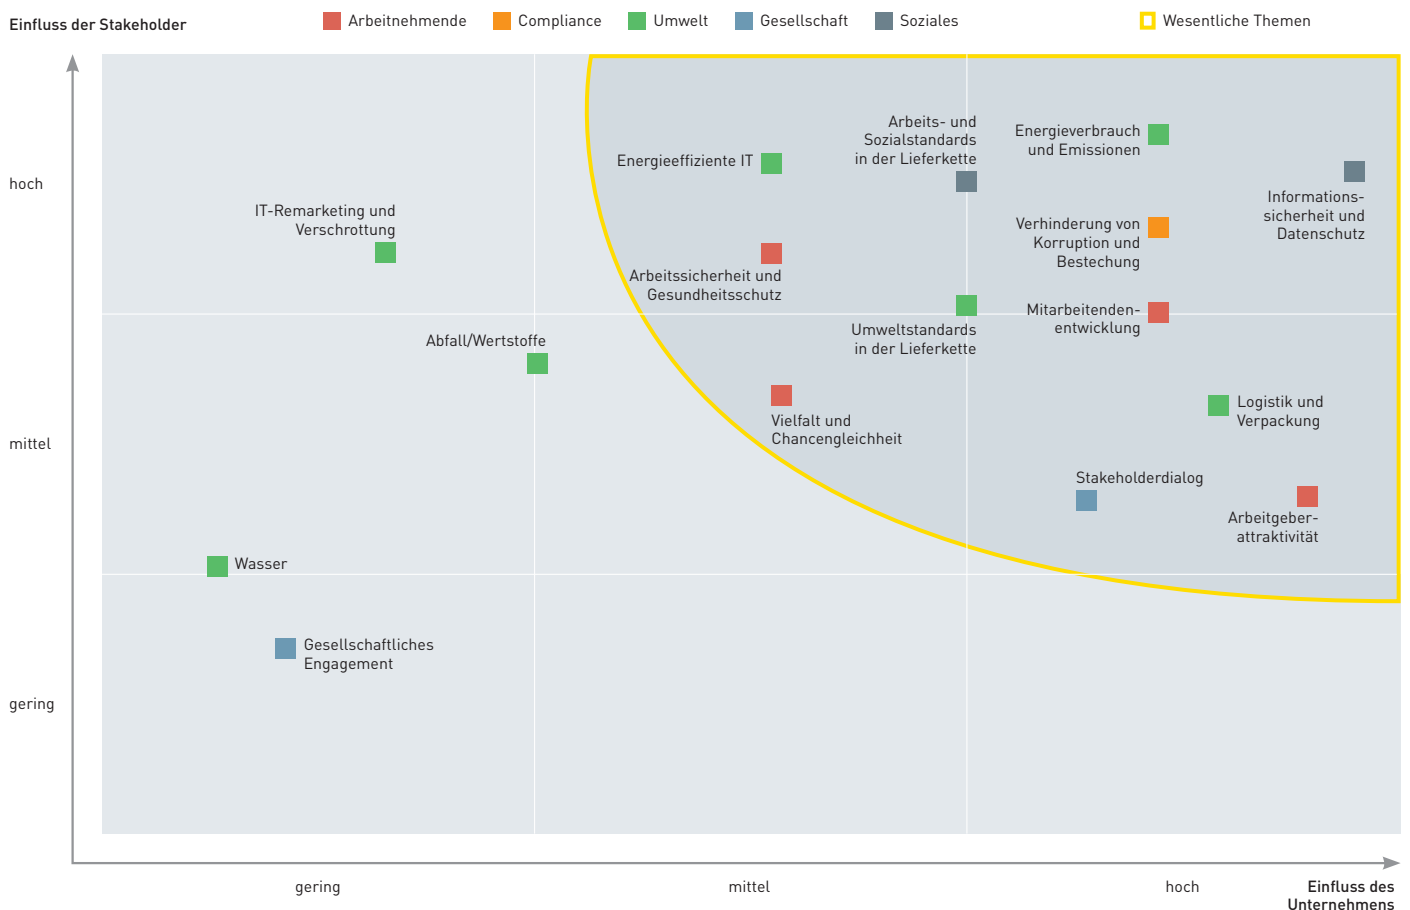 Einfluss der Stakeholder
Arbeitnehmende
Compliance
Umwelt
Gesellschaft
Soziales
Wesentliche Themen
hoch
mittel
gering
Arbeits- und
Sozialstandards
in der Lieferkette
Energieverbrauch
und Emissionen
Energieeffiziente IT
Informations-
sicherheit und
Datenschutz
IT-Remarketing und
Verschrottung
Verhinderung von
Korruption und
Bestechung
Arbeitssicherheit und
Gesundheitsschutz
Mitarbeitenden-
entwicklung
Umweltstandards
in der Lieferkette
Abfall/Wertstoffe
Logistik und
Verpackung
Vielfalt und
Chancengleichheit
Stakeholderdialog
Arbeitgeber-
attraktivität
Wasser
Gesellschaftliches
Engagement
gering
mittel
hoch
Einfluss des
Unternehmens